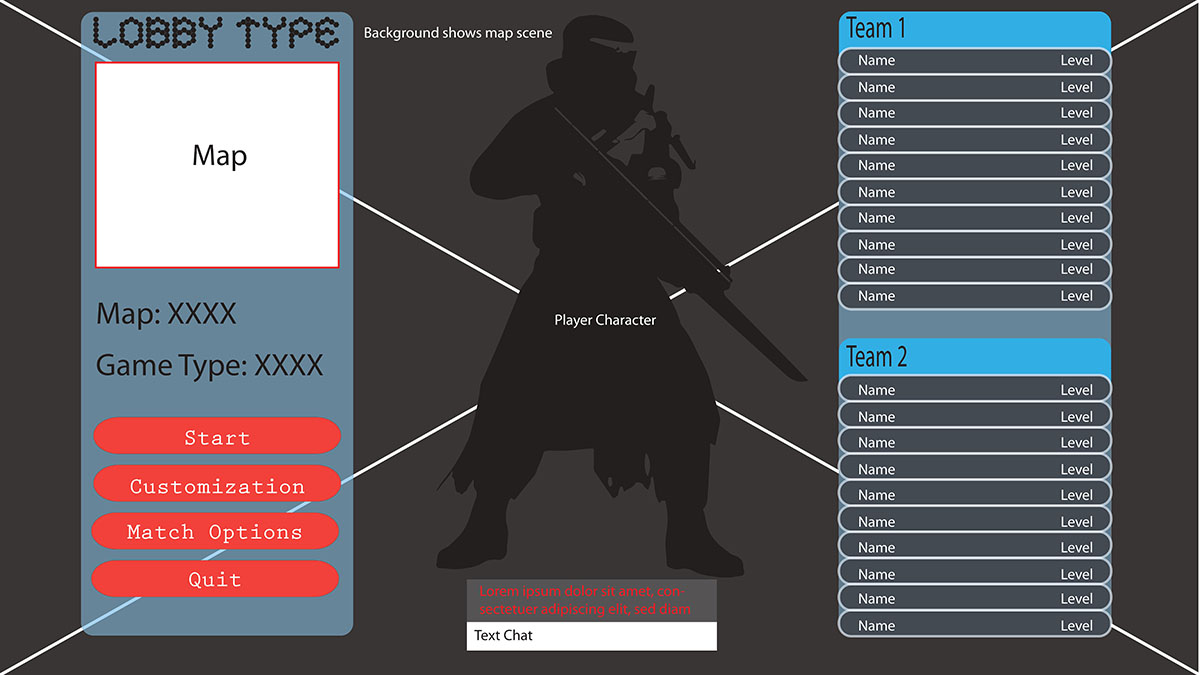 LOBBY TYPE
Map
Map: XXXX
Game Type: XXXX
Start
Customization
Match Options
Quit
Background shows map scene
Player Character
Lorem ipsum dolor sit amet, con-
sectetuer adipiscing elit, sed diam
Text Chat
Team 1
Name Level
Name Level
Name Level
Name Level
Name Level
Name Level
Name Level
Name Level
Name Level
Name Level
Team 2
Name Level
Name Level
Name Level
Name Level
Name Level
Name Level
Name Level
Name Level
Name Level
Name Level